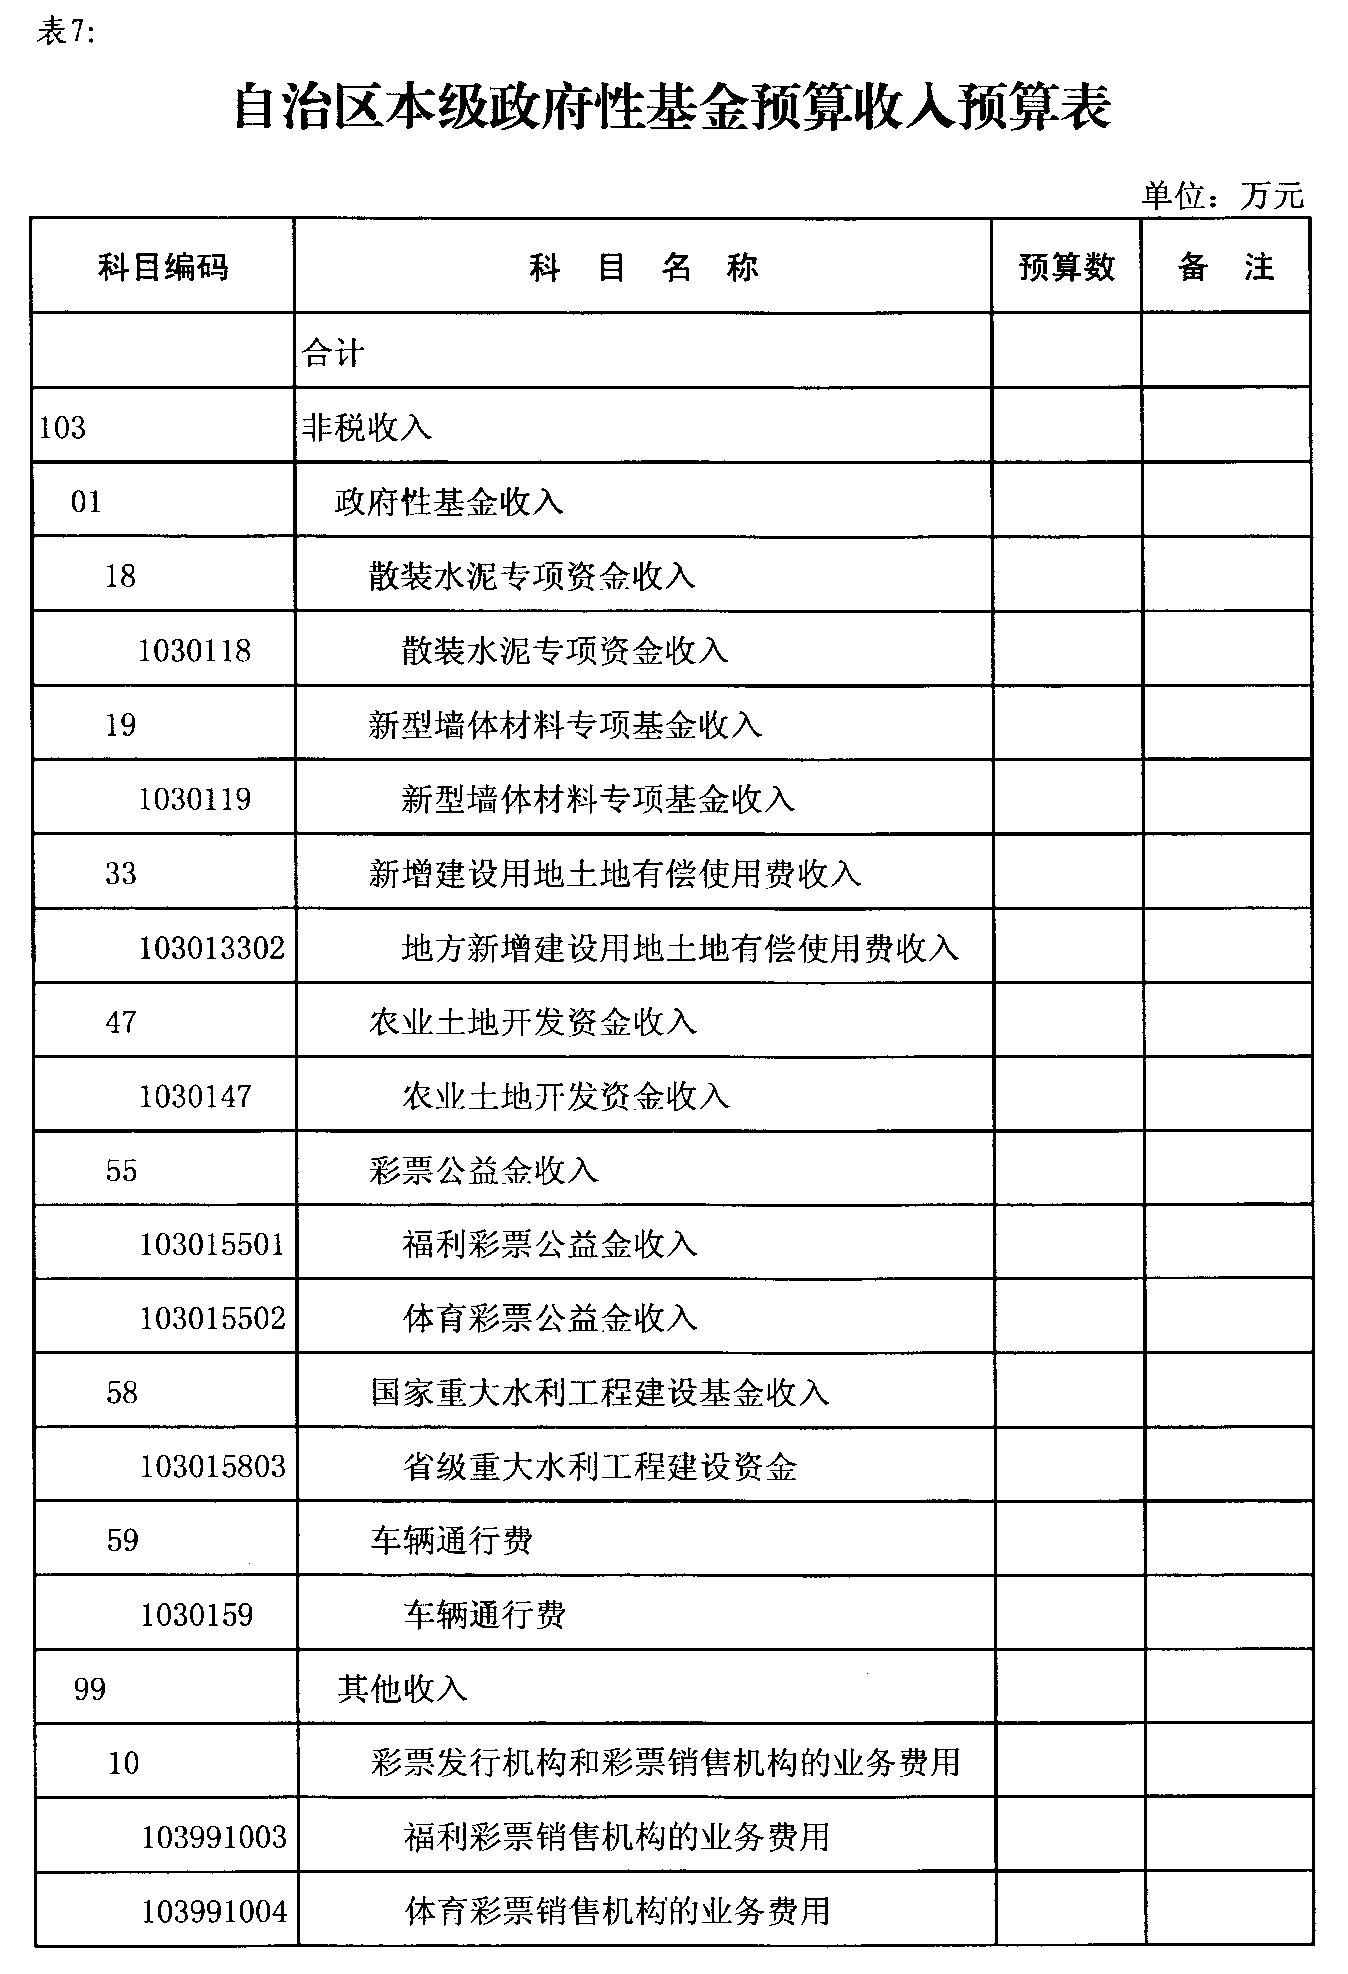 表7:
自治区本级政府性基金预算收入预算表
单位：万元
科目编码 科 目 名 称 预算数 备 注
合计
103 非税收入
01 政府性基金收入
18 散装水泥专项资金收入
1030118 散装水泥专项资金收入
19 新型墙体材料专项基金收入
1030119 新型墙体材料专项基金收入
33 新增建设用地土地有偿使用费收入
103013302 地方新增建设用地土地有偿使用费收入
47 农业土地开发资金收入
1030147 农业土地开发资金收入
55 彩票公益金收入
103015501 福利彩票公益金收入
103015502 体育彩票公益金收入
58 国家重大水利工程建设基金收入
103015803 省级重大水利工程建设资金
59 车辆通行费
1030159 车辆通行费
99 其他收入
10 彩票发行机构和彩票销售机构的业务费用
103991003 福利彩票销售机构的业务费用
103991004 体育彩票销售机构的业务费用